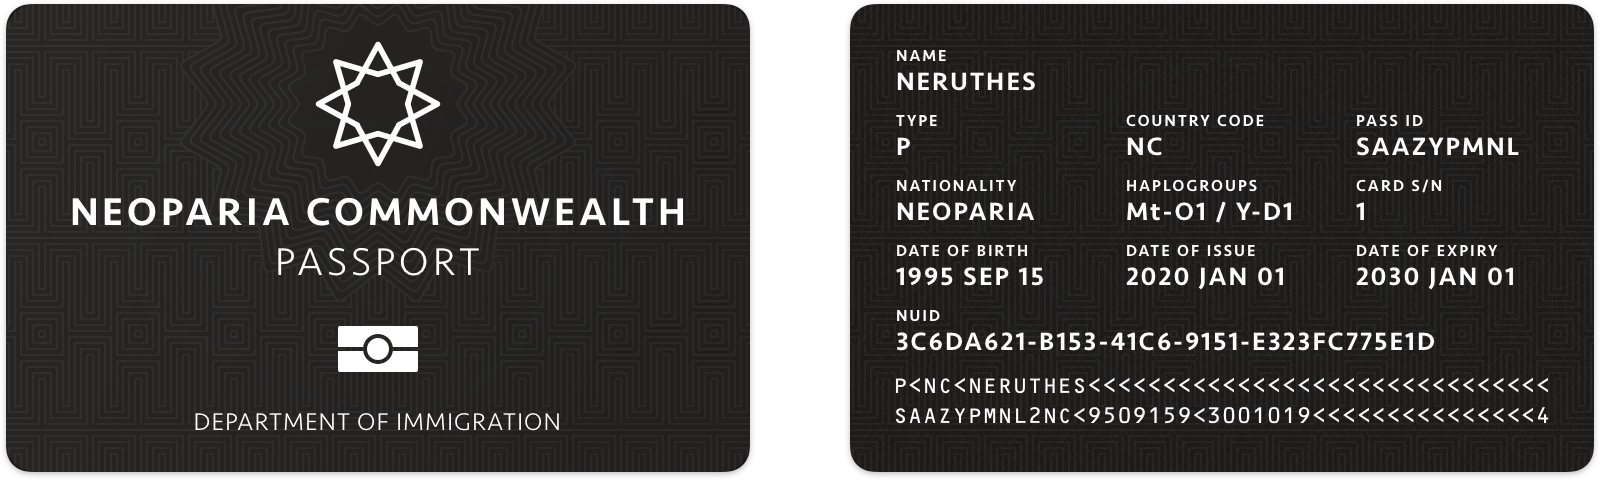 NEOPARIA COMMONWEALTH
PASSPORT
DEPARTMENT OF IMMIGRATION
NAME
NERUTHES
TYPE COUNTRY CODE PASS ID
P NC SAAZYPMNL
NATIONALITY HAPLOGROUPS CARD S/N
NEOPARIA Mt-O1 / Y-D1 1
DATE OF BIRTH DATE OF ISSUE DATE OF EXPIRY
1995 SEP 15 2020 JAN 01 2030 JAN 01
NUID
3C6DA621-B153-41C6-9151-E323FC775E1D
P<NC<NERUTHES<<<<<<<<<<<<<<<<<<<<<<<<<<<<<<<
SAAZYPMNL2NC<9509159<3001019<<<<<<<<<<<<<<<4